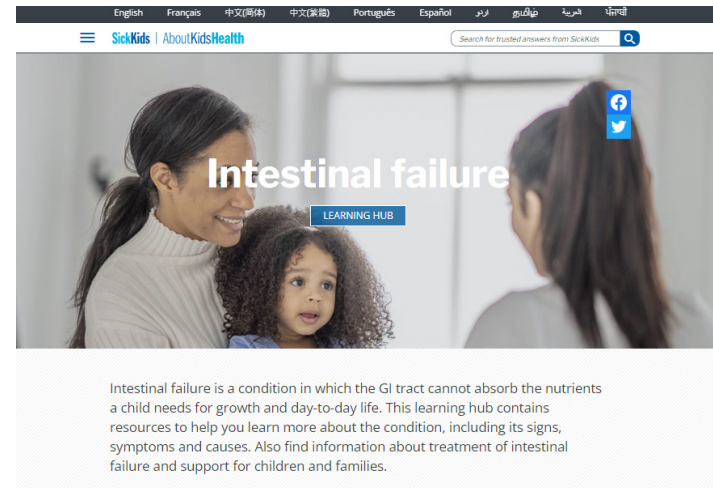 English Français 中文(简体) 中文(繁體) Português Español اردو தமிழ் العربية ਪੰਜਾਬੀ
SickKids | AboutKidsHealth
Search for trusted answers from SickKids
Intestinal failure
LEARNING HUB
Intestinal failure is a condition in which the GI tract cannot absorb the nutrients
a child needs for growth and day-to-day life. This learning hub contains
resources to help you learn more about the condition, including its signs,
symptoms and causes. Also find information about treatment of intestinal
failure and support for children and families.